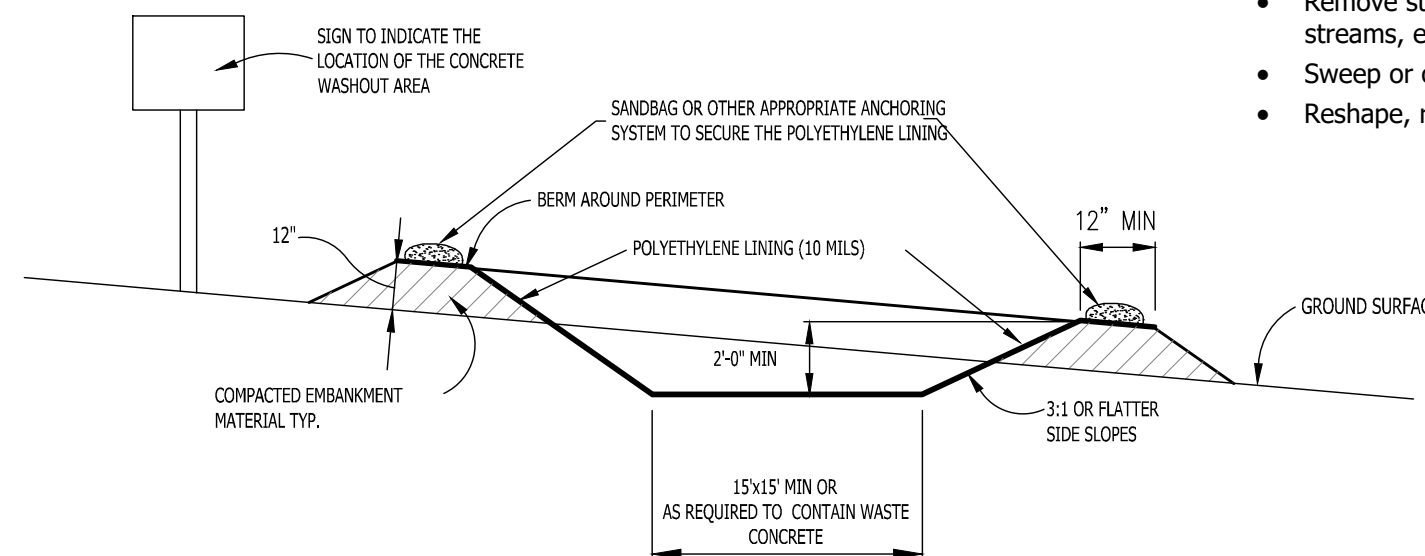 SIGN TO INDICATE THE
LOCATION OF THE CONCRETE
WASHOUT AREA
• Remove
streams,
• Sweep or
• Reshape,
SANDBAG OR OTHER APPROPRIATE ANCHORING
SYSTEM TO SECURE THE POLYETHYLENE LINING
BERM AROUND PERIMETER
12"
POLYETHYLENE LINING (10 MILS)
12" MIN
GROUND
2'-0" MIN
COMPACTED EMBANKMENT
MATERIAL TYP.
3:1 OR FLATTER
SIDE SLOPES
15'x15' MIN OR
AS REQUIRED TO CONTAIN WASTE
CONCRETE